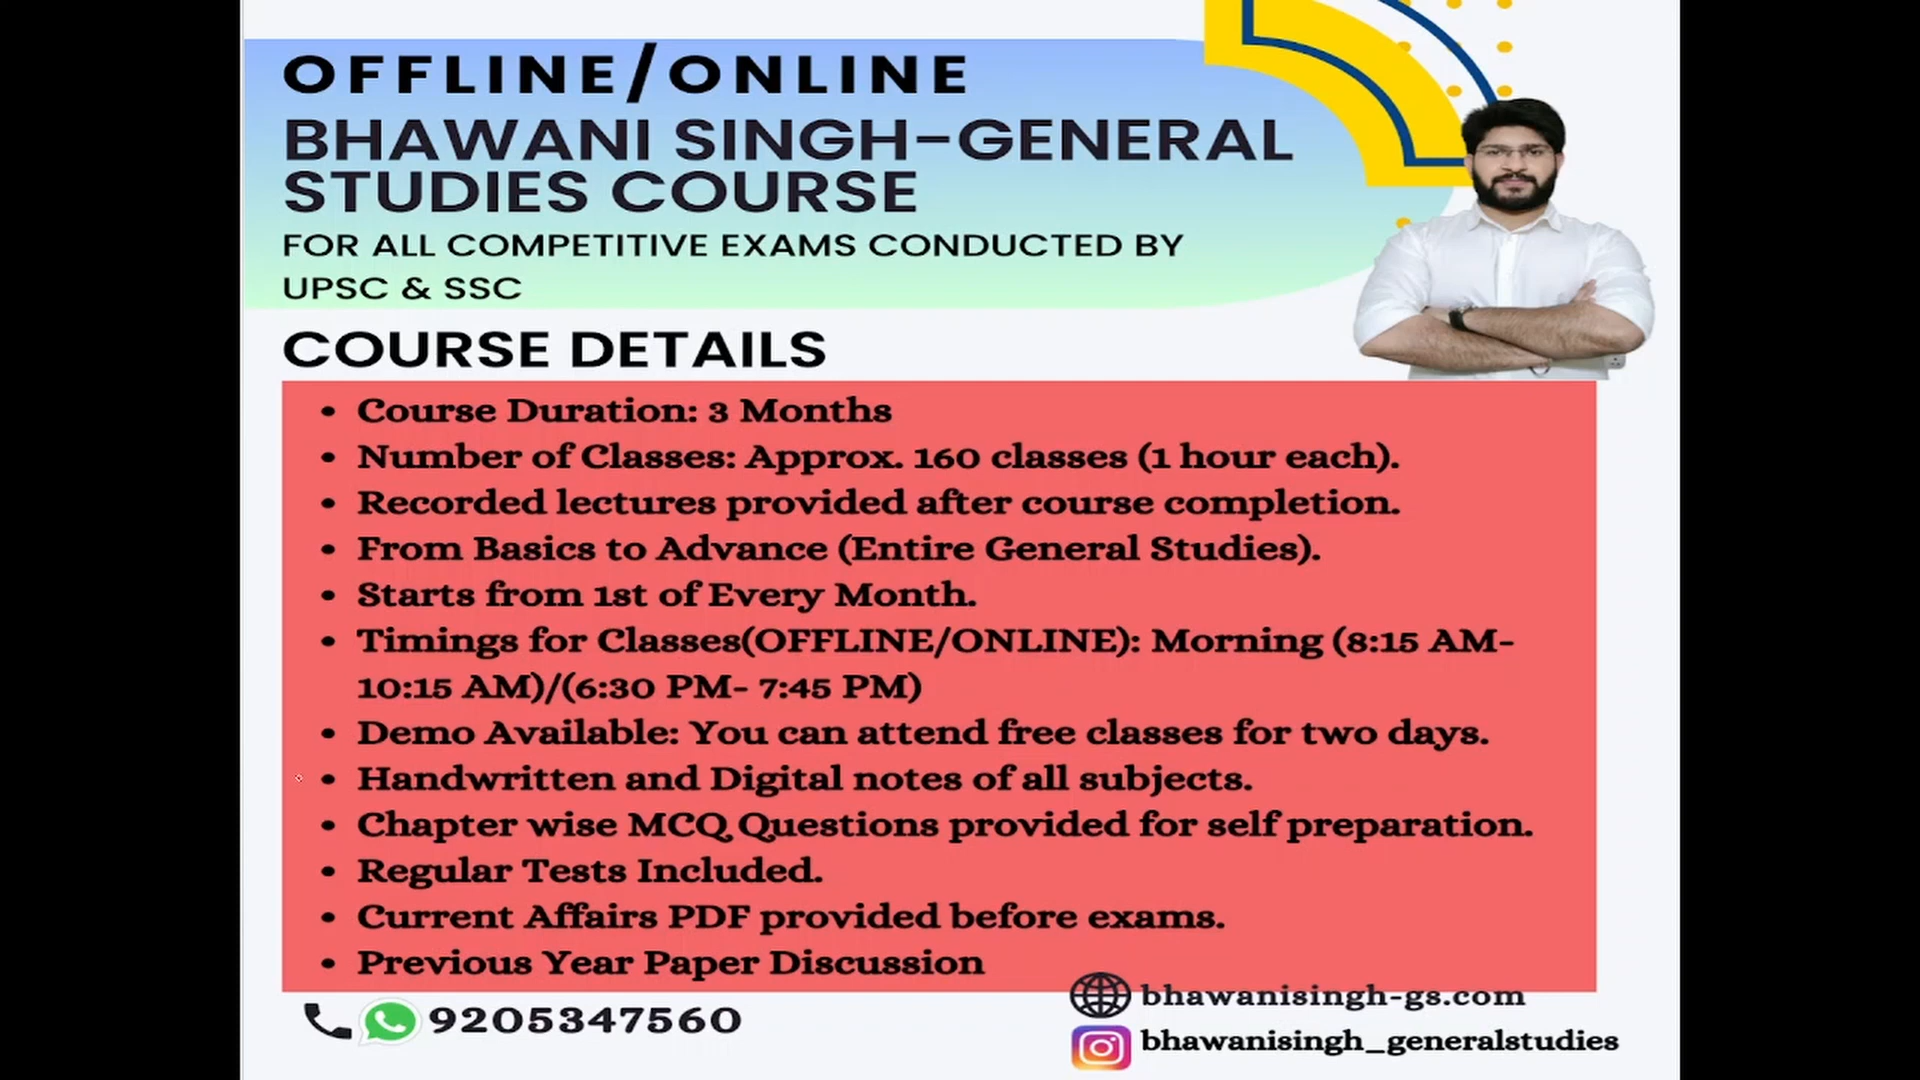 OFFLINE/ONLINE
BHAWANI SINGH-GENERAL
STUDIES COURSE
FOR ALL COMPETITIVE EXAMS CONDUCTED BY
UPSC & SSC
COURSE DETAILS
• Course Duration: 3 Months
• Number of Classes: Approx. 160 classes (1 hour each).
• Recorded lectures provided after course completion.
• From Basics to Advance (Entire General Studies).
• Starts from 1st of Every Month.
• Timings for Classes(OFFLINE/ONLINE): Morning (8:15 AM-
10:15 AM)/(6:30 PM- 7:45 PM)
• Demo Available: You can attend free classes for two days.
• Handwritten and Digital notes of all subjects.
• Chapter wise MCQ Questions provided for self preparation.
• Regular Tests Included.
• Current Affairs PDF provided before exams.
• Previous Year Paper Discussion
9205347560
bhawanisingh-gs.com
bhawanisingh_generalstudies